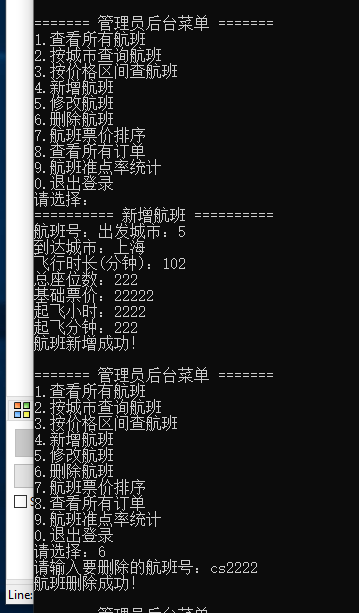 ======= 管理员后台菜单 =======
1.查看所有航班
2.按城市查询航班
3.按价格区间查航班
4.新增航班
5.修改航班
6.删除航班
7.航班票价排序
8.查看所有订单
9.航班准点率统计
0.退出登录
请选择：
========== 新增航班 ==========
航班号：出发城市：5
到达城市：上海
飞行时长(分钟)：102
总座位数：222
基础票价：22222
起飞小时：2222
起飞分钟：222
航班新增成功！
======= 管理员后台菜单 =======
1.查看所有航班
2.按城市查询航班
3.按价格区间查航班
4.新增航班
5.修改航班
6.删除航班
7.航班票价排序
8.查看所有订单
9.航班准点率统计
0.退出登录
请选择：6
请输入要删除的航班号：cs2222
航班删除成功！
Line: